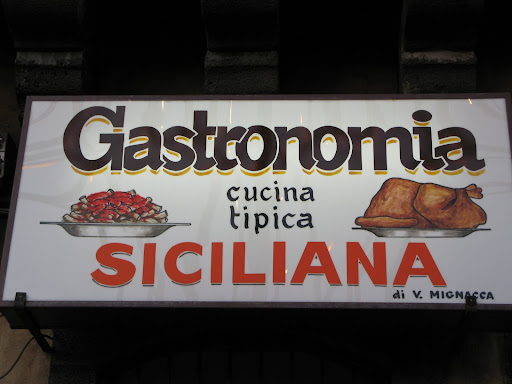 Gastronomia
cucina
tipica
SICILIANA
di V. MIGNACCA